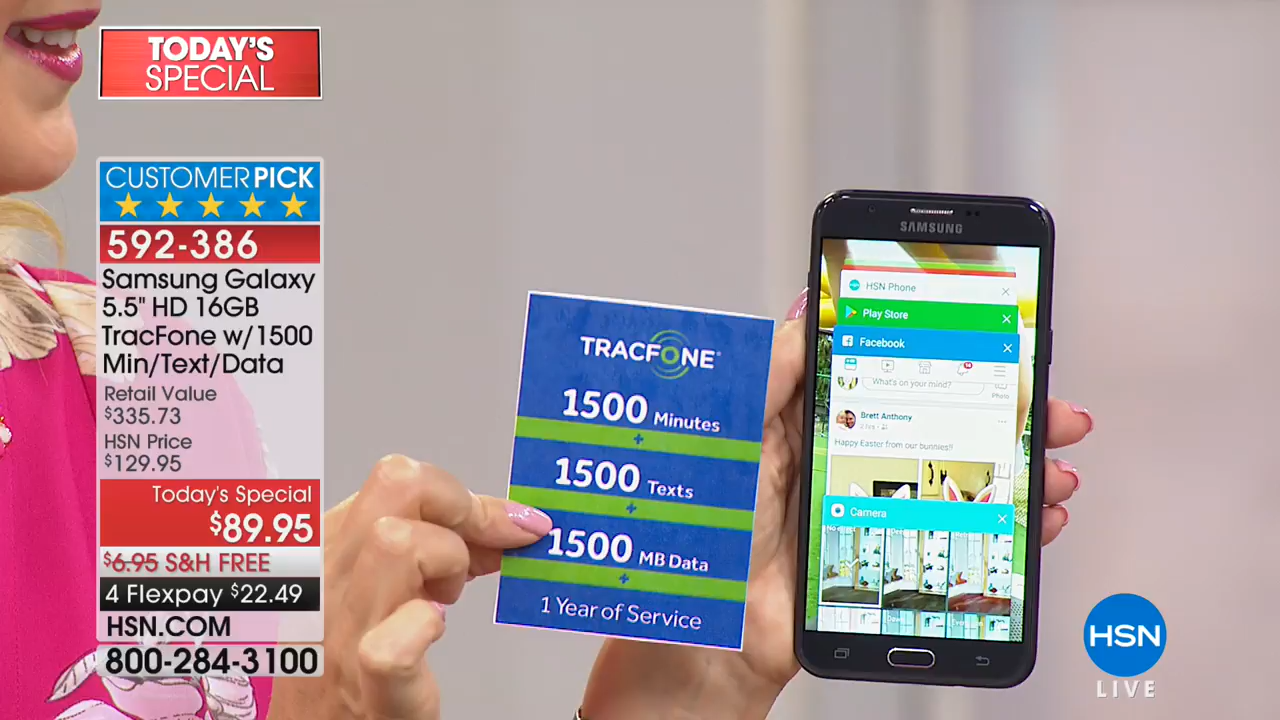 TODAY'S
SPECIAL
CUSTOMER PICK
592-386
Samsung Galaxy
5.5" HD 16GB
TracFone w/1500
Min/Text/Data
Retail Value
$335.73
HSN Price
$129.95
Today's Special
$89.95
$6.95 S&H FREE
4 Flexpay $22.49
HSN.COM
800-284-3100
TRACFONE
1500 Minutes
+
1500 Texts
+
1500 MB Data
+
1 Year of Service
SAMSUNG
HSN Phone
Play Store
Facebook
What's on your mind?
Photo
Brett Anthony
Happy Easter from our bunnies!!
Camera
HSN
LIVE